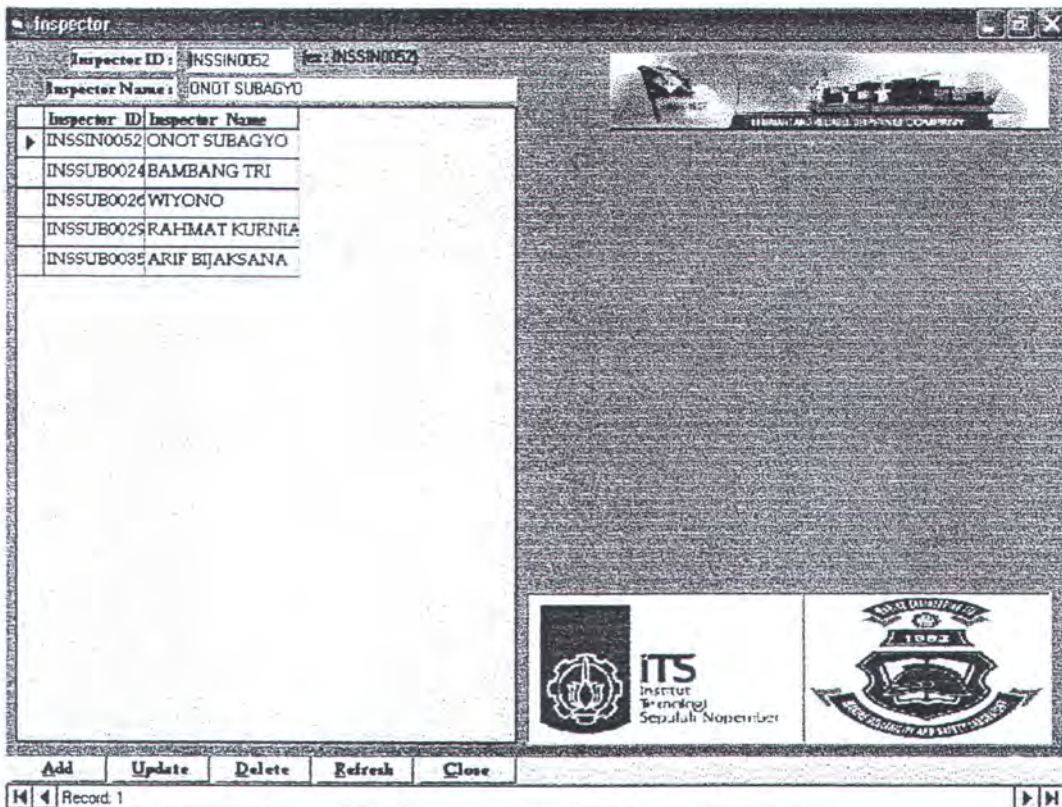 Inspector
Inspector ID : INSSIN0052 (ex: INSSIN0052)
Inspector Name : ONOT SUBAGYO
Inspector ID Inspector Name
INSSIN0052 ONOT SUBAGYO
INSSUB0024 BAMBANG TRI
INSSUB0026 WIYONO
INSSUB0029 RAHMAT KURNIA
INSSUB0035 ARIF BIJAKSANA
COMPANY
1982
iTS
Institut
Teknologi
Sepuluh Nopember
Add Update Delete Refresh Close
Record: 1